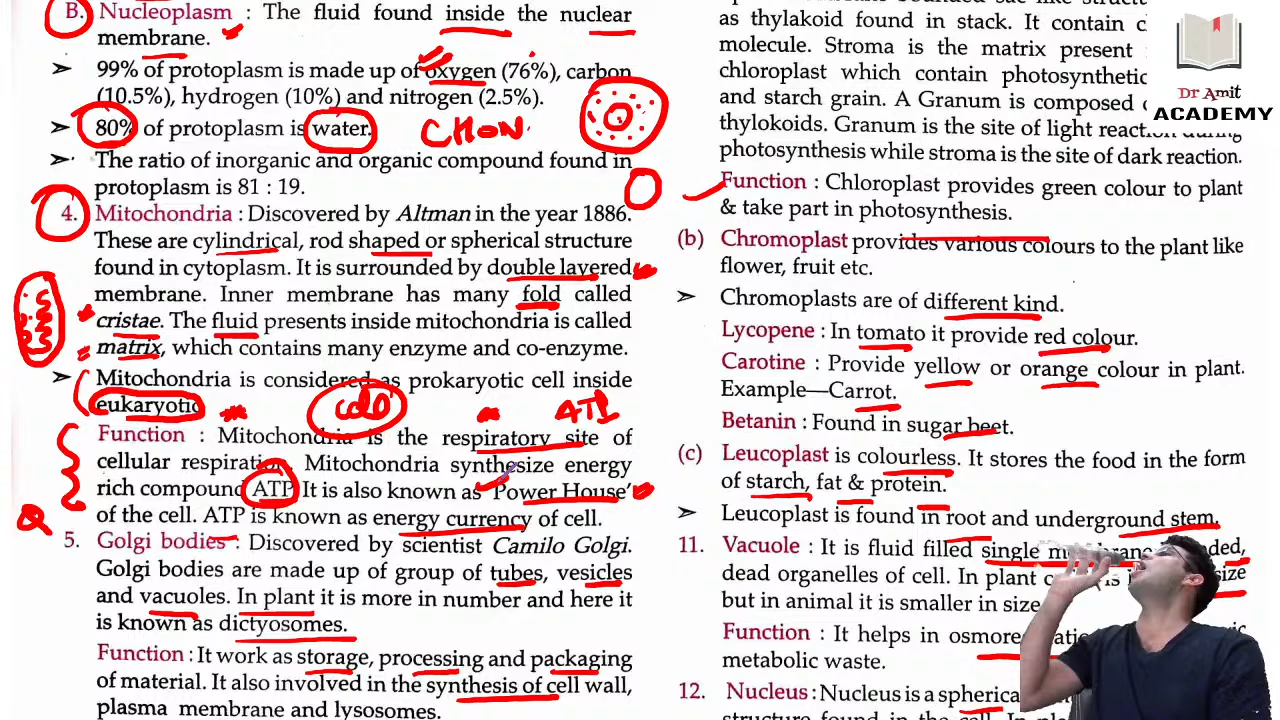 B. Nucleoplasm : The fluid found inside the nuclear
membrane.
➤ 99% of protoplasm is made up of oxygen (76%), carbon
(10.5%), hydrogen (10%) and nitrogen (2.5%).
➤ 80% of protoplasm is water.
CHON
➤ The ratio of inorganic and organic compound found in
protoplasm is 81 : 19.
4. Mitochondria : Discovered by Altman in the year 1886.
These are cylindrical, rod shaped or spherical structure
found in cytoplasm. It is surrounded by double layered
membrane. Inner membrane has many fold called
cristae. The fluid presents inside mitochondria is called
matrix, which contains many enzyme and co-enzyme.
➤ Mitochondria is considered as prokaryotic cell inside
eukaryotic
ATP
Function : Mitochondria is the respiratory site of
cellular respiration. Mitochondria synthesize energy
rich compound ATP. It is also known as 'Power House'
of the cell. ATP is known as energy currency of cell.
5. Golgi bodies : Discovered by scientist Camilo Golgi.
Golgi bodies are made up of group of tubes, vesicles
and vacuoles. In plant it is more in number and here it
is known as dictyosomes.
Function : It work as storage, processing and packaging
of material. It also involved in the synthesis of cell wall,
plasma membrane and lysosomes.
as thylakoid found in stack. It contain
molecule. Stroma is the matrix present
chloroplast which contain photosynthetic
and starch grain. A Granum is composed
thylokoids. Granum is the site of light reaction during
photosynthesis while stroma is the site of dark reaction.
Function : Chloroplast provides green colour to plant
& take part in photosynthesis.
(b) Chromoplast provides various colours to the plant like
flower, fruit etc.
➤ Chromoplasts are of different kind.
Lycopene : In tomato it provide red colour.
Carotine : Provide yellow or orange colour in plant.
Example—Carrot.
Betanin : Found in sugar beet.
(c) Leucoplast is colourless. It stores the food in the form
of starch, fat & protein.
➤ Leucoplast is found in root and underground stem.
11. Vacuole : It is fluid filled single
dead organelles of cell. In plant size
but in animal it is smaller in size
Function : It helps in
metabolic waste.
12. Nucleus : Nucleus is a
structure found in the cell. In
Dr Amit
ACADEMY